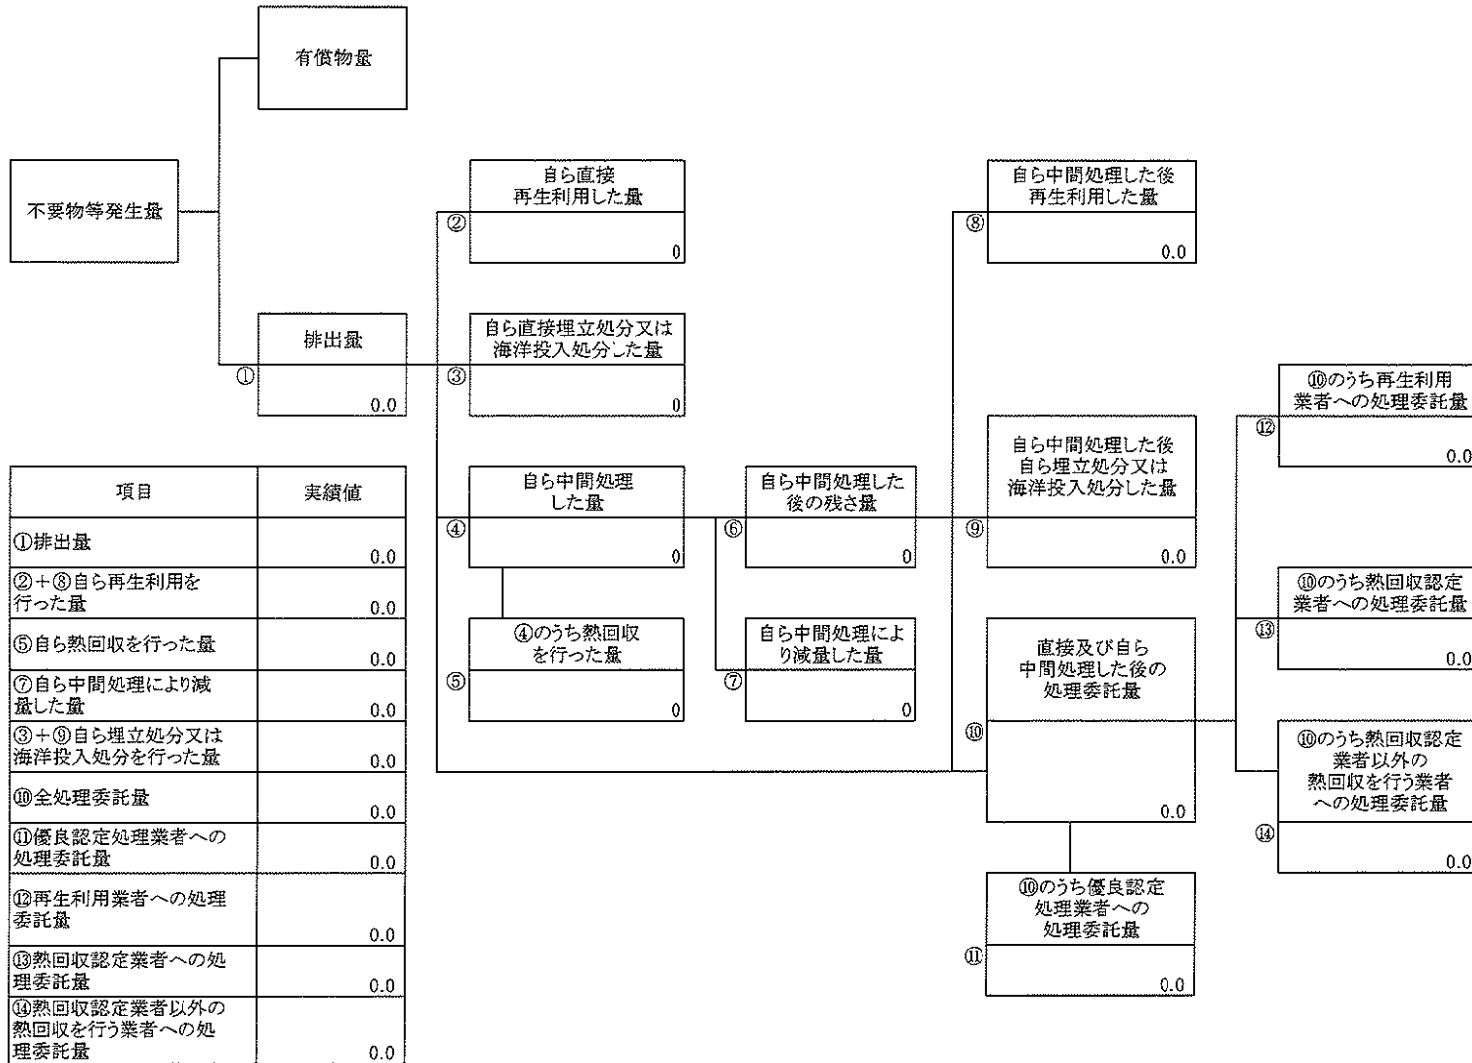 有償物量
不要物等発生量
排出量
①
0.0
自ら直接
再生利用した量
②
0
自ら直接埋立処分又は
海洋投入処分した量
③
0
自ら中間処理
した量
④
0
④のうち熱回収
を行った量
⑤
0
自ら中間処理した
後の残さ量
⑥
0
自ら中間処理によ
り減量した量
⑦
0
自ら中間処理した後
再生利用した量
⑧
0.0
自ら中間処理した後
自ら埋立処分又は
海洋投入処分した量
⑨
0.0
直接及び自ら
中間処理した後の
処理委託量
⑩
0.0
⑩のうち優良認定
処理業者への
処理委託量
⑪
0.0
⑩のうち再生利用
業者への処理委託量
⑫
0.0
⑩のうち熱回収認定
業者への処理委託量
⑬
0.0
⑩のうち熱回収認定
業者以外の
熱回収を行う業者
への処理委託量
⑭
0.0
項目 実績値
①排出量
0.0
②+⑧自ら再生利用を
行った量 0.0
⑤自ら熱回収を行った量
0.0
⑦自ら中間処理により減
量した量 0.0
③+⑨自ら埋立処分又は
海洋投入処分を行った量 0.0
⑩全処理委託量
0.0
⑪優良認定処理業者への
処理委託量 0.0
⑫再生利用業者への処理
委託量
0.0
⑬熱回収認定業者への処
理委託量 0.0
⑭熱回収認定業者以外の
熱回収を行う業者への処
理委託量 0.0